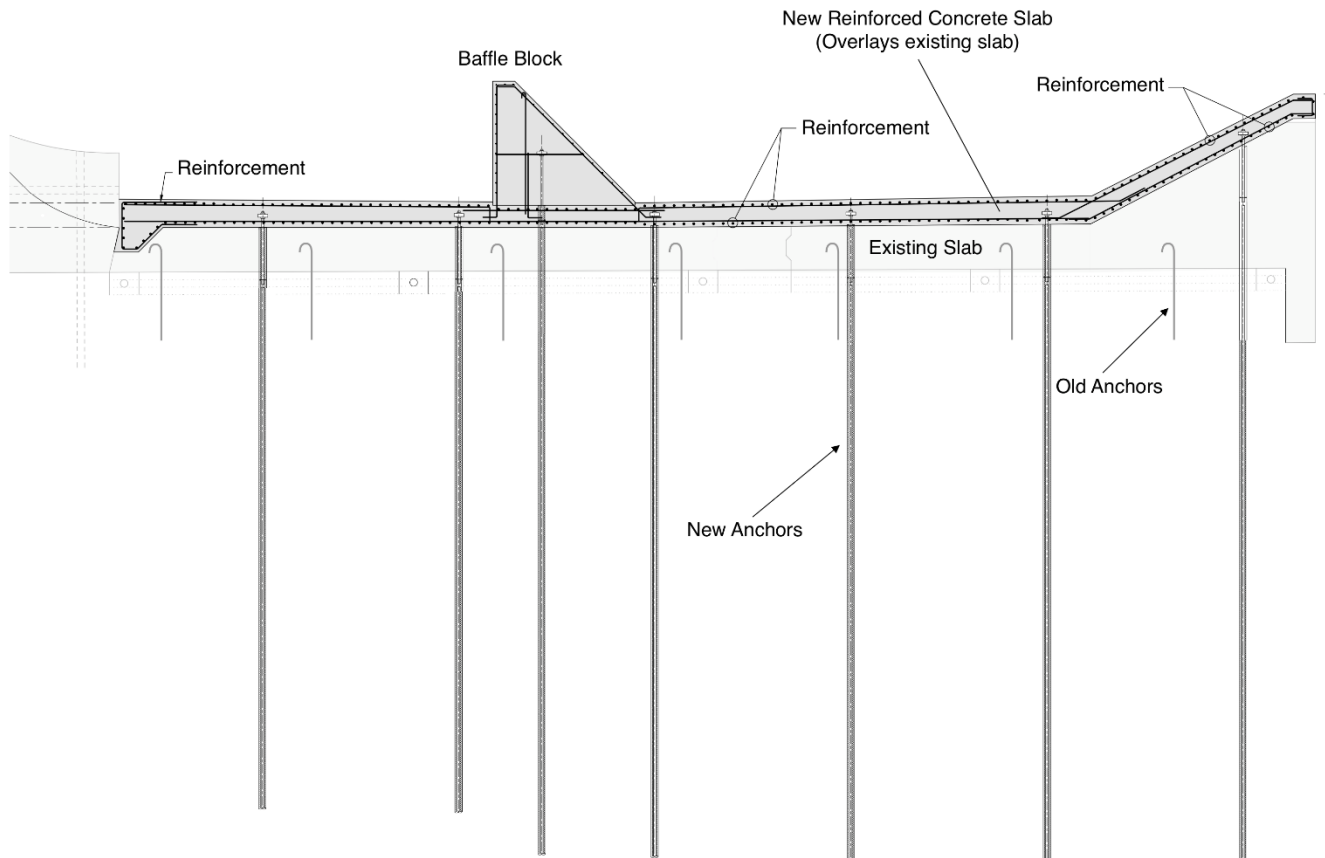 New Reinforced Concrete Slab
(Overlays existing slab)
Baffle Block
Reinforcement
Reinforcement
Reinforcement
Existing Slab
Old Anchors
New Anchors